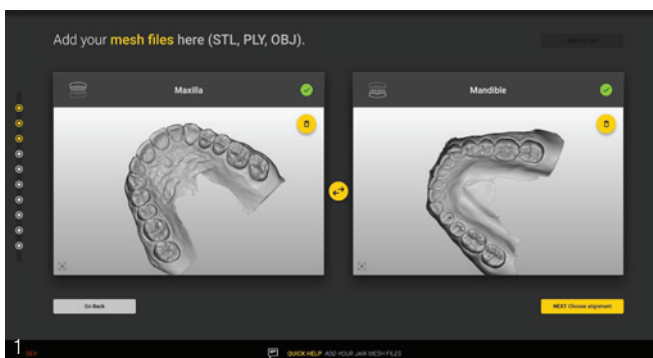 Add your mesh files here (STL, PLY, OBJ).
Maxilla
Mandible
Go Back
NEXT Choose alignment
1
DEV
QUICK HELP ADD YOUR JAW MESH FILES